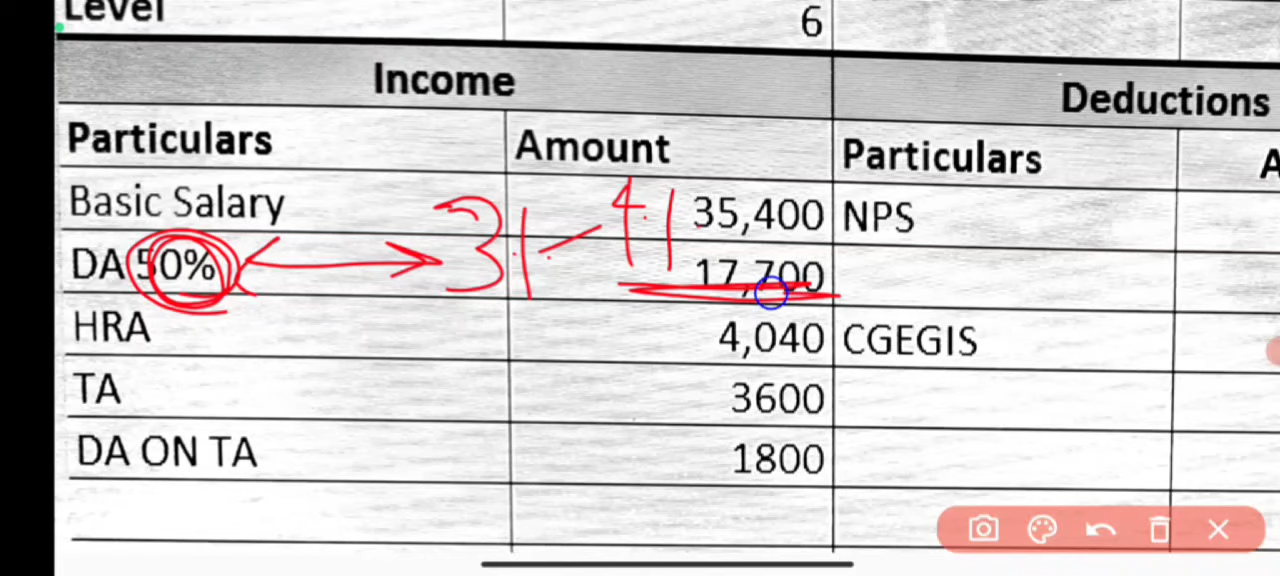 Level 6
Income Deductions
Particulars Amount Particulars A
Basic Salary 35,400 NPS
DA 50% 31-41 17,700
HRA 4,040 CGEGIS
TA 3600
DA ON TA 1800